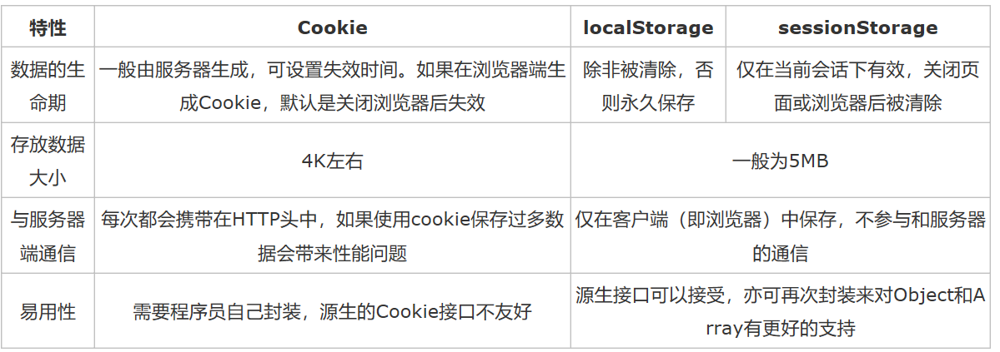 特性 Cookie localStorage sessionStorage
数据的生命期 一般由服务器生成，可设置失效时间。如果在浏览器端生成Cookie，默认是关闭浏览器后失效 除非被清除，否则永久保存 仅在当前会话下有效，关闭页面或浏览器后被清除
存放数据大小 4K左右 一般为5MB
与服务器端通信 每次都会携带在HTTP头中，如果使用cookie保存过多数据会带来性能问题 仅在客户端（即浏览器）中保存，不参与和服务器的通信
易用性 需要程序员自己封装，源生的Cookie接口不友好 源生接口可以接受，亦可再次封装来对Object和Array有更好的支持